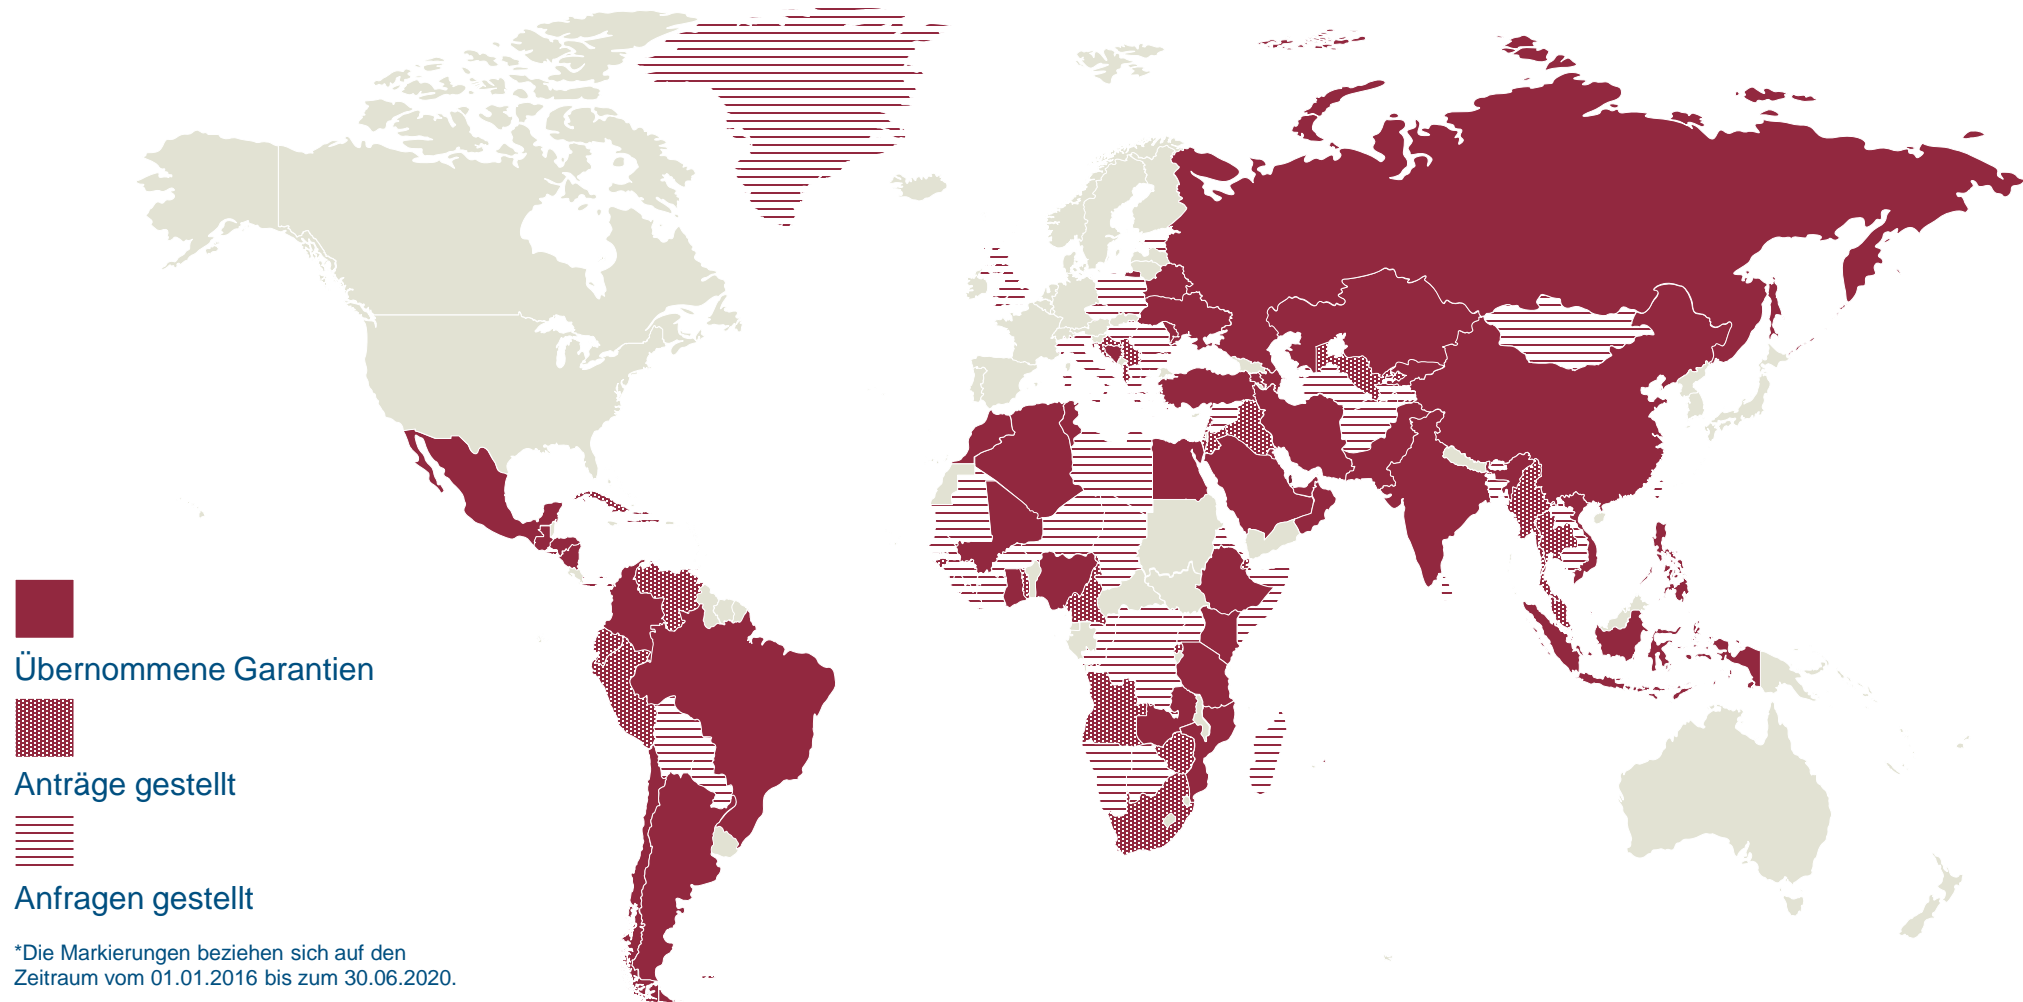 Übernommene Garantien
Anträge gestellt
Anfragen gestellt
*Die Markierungen beziehen sich auf den
Zeitraum vom 01.01.2016 bis zum 30.06.2020.